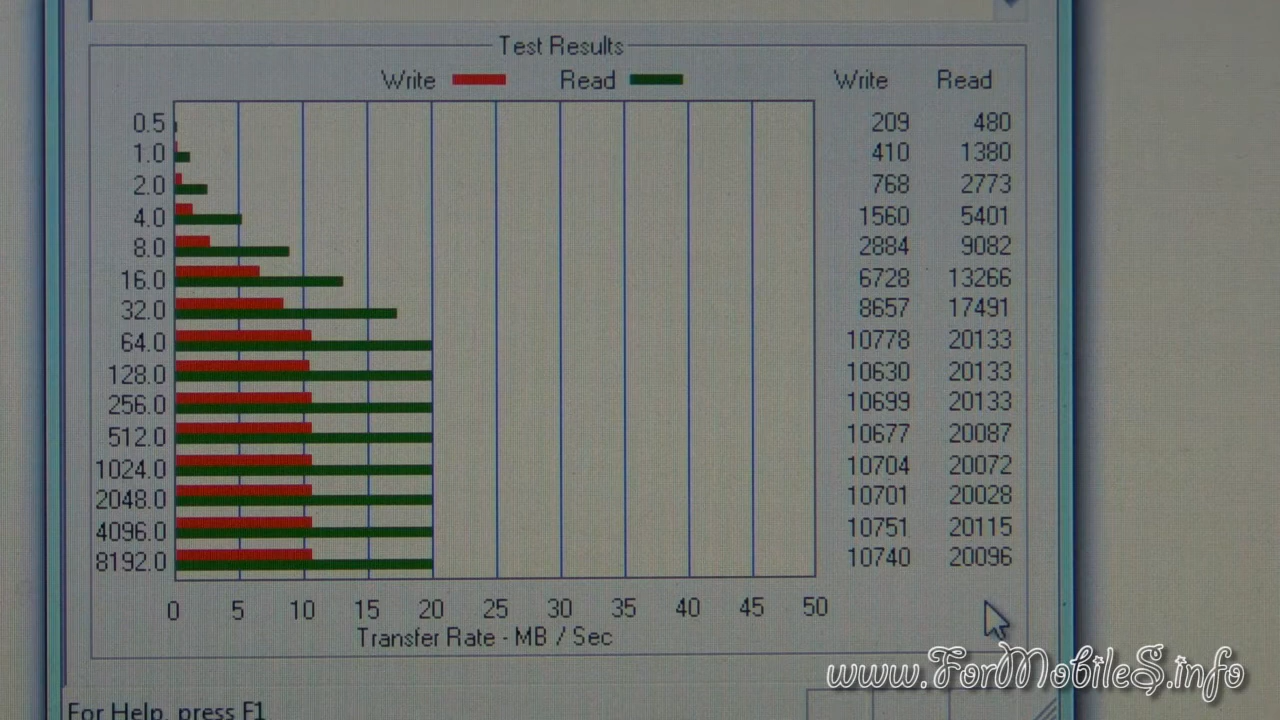 Test Results
Write Read Write Read
0.5 209 480
1.0 410 1380
2.0 768 2773
4.0 1560 5401
8.0 2884 9082
16.0 6728 13266
32.0 8657 17491
64.0 10778 20133
128.0 10630 20133
256.0 10699 20133
512.0 10677 20087
1024.0 10704 20072
2048.0 10701 20028
4096.0 10751 20115
8192.0 10740 20096
0 5 10 15 20 25 30 35 40 45 50
Transfer Rate - MB / Sec
www.ForMobileS.info
For Help, press F1